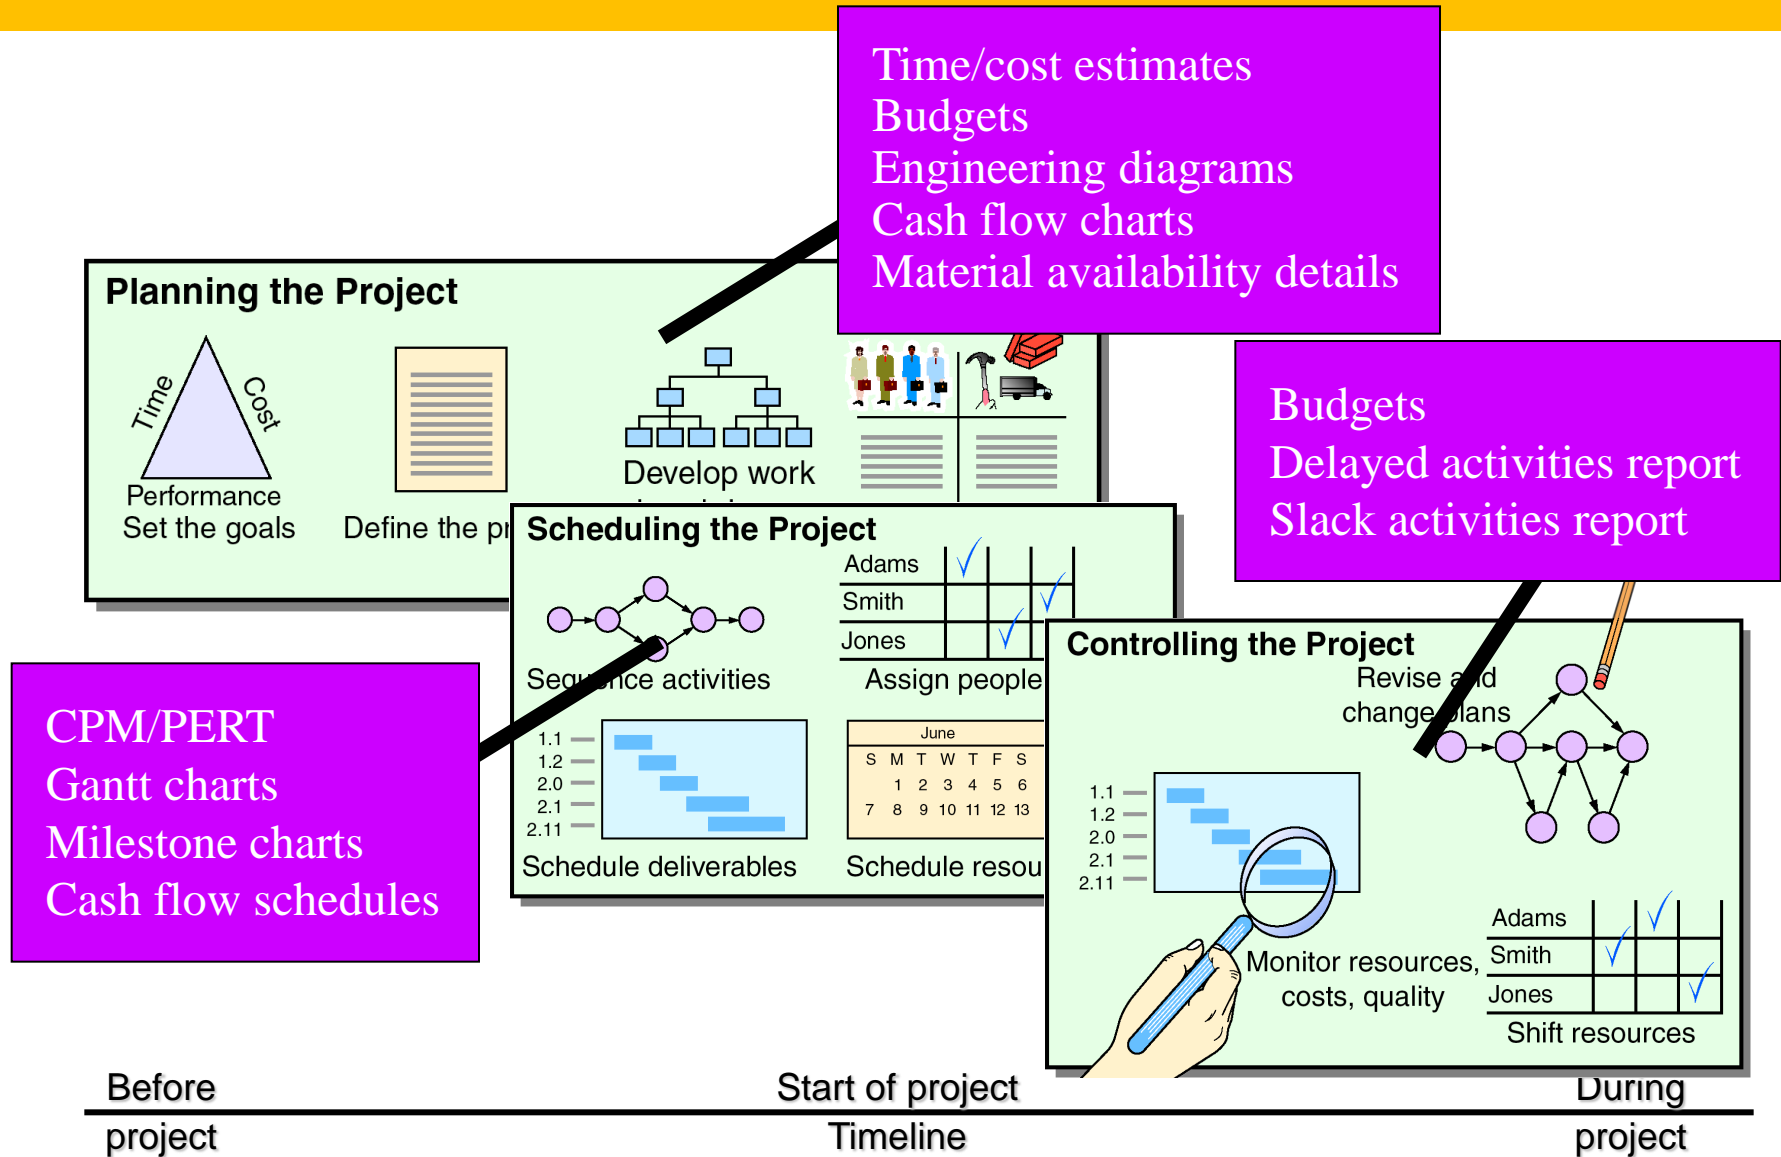 Time/cost estimates
Budgets
Engineering diagrams
Cash flow charts
Material availability details
Planning the Project
Time
Cost
Performance
Set the goals
Define the
Develop work
Budgets
Delayed activities report
Slack activities report
Scheduling the Project
Adams
Smith
Jones
Sequence activities
Assign people
CPM/PERT
Gantt charts
Milestone charts
Cash flow schedules
1.1
1.2
2.0
2.1
2.11
Schedule deliverables
June
S M T W T F S
1 2 3 4 5 6
7 8 9 10 11 12 13
Schedule
Controlling the Project
Revise and
change plans
1.1
1.2
2.0
2.1
2.11
Monitor resources,
costs, quality
Adams
Smith
Jones
Shift resources
Before
project
Start of project
Timeline
During
project